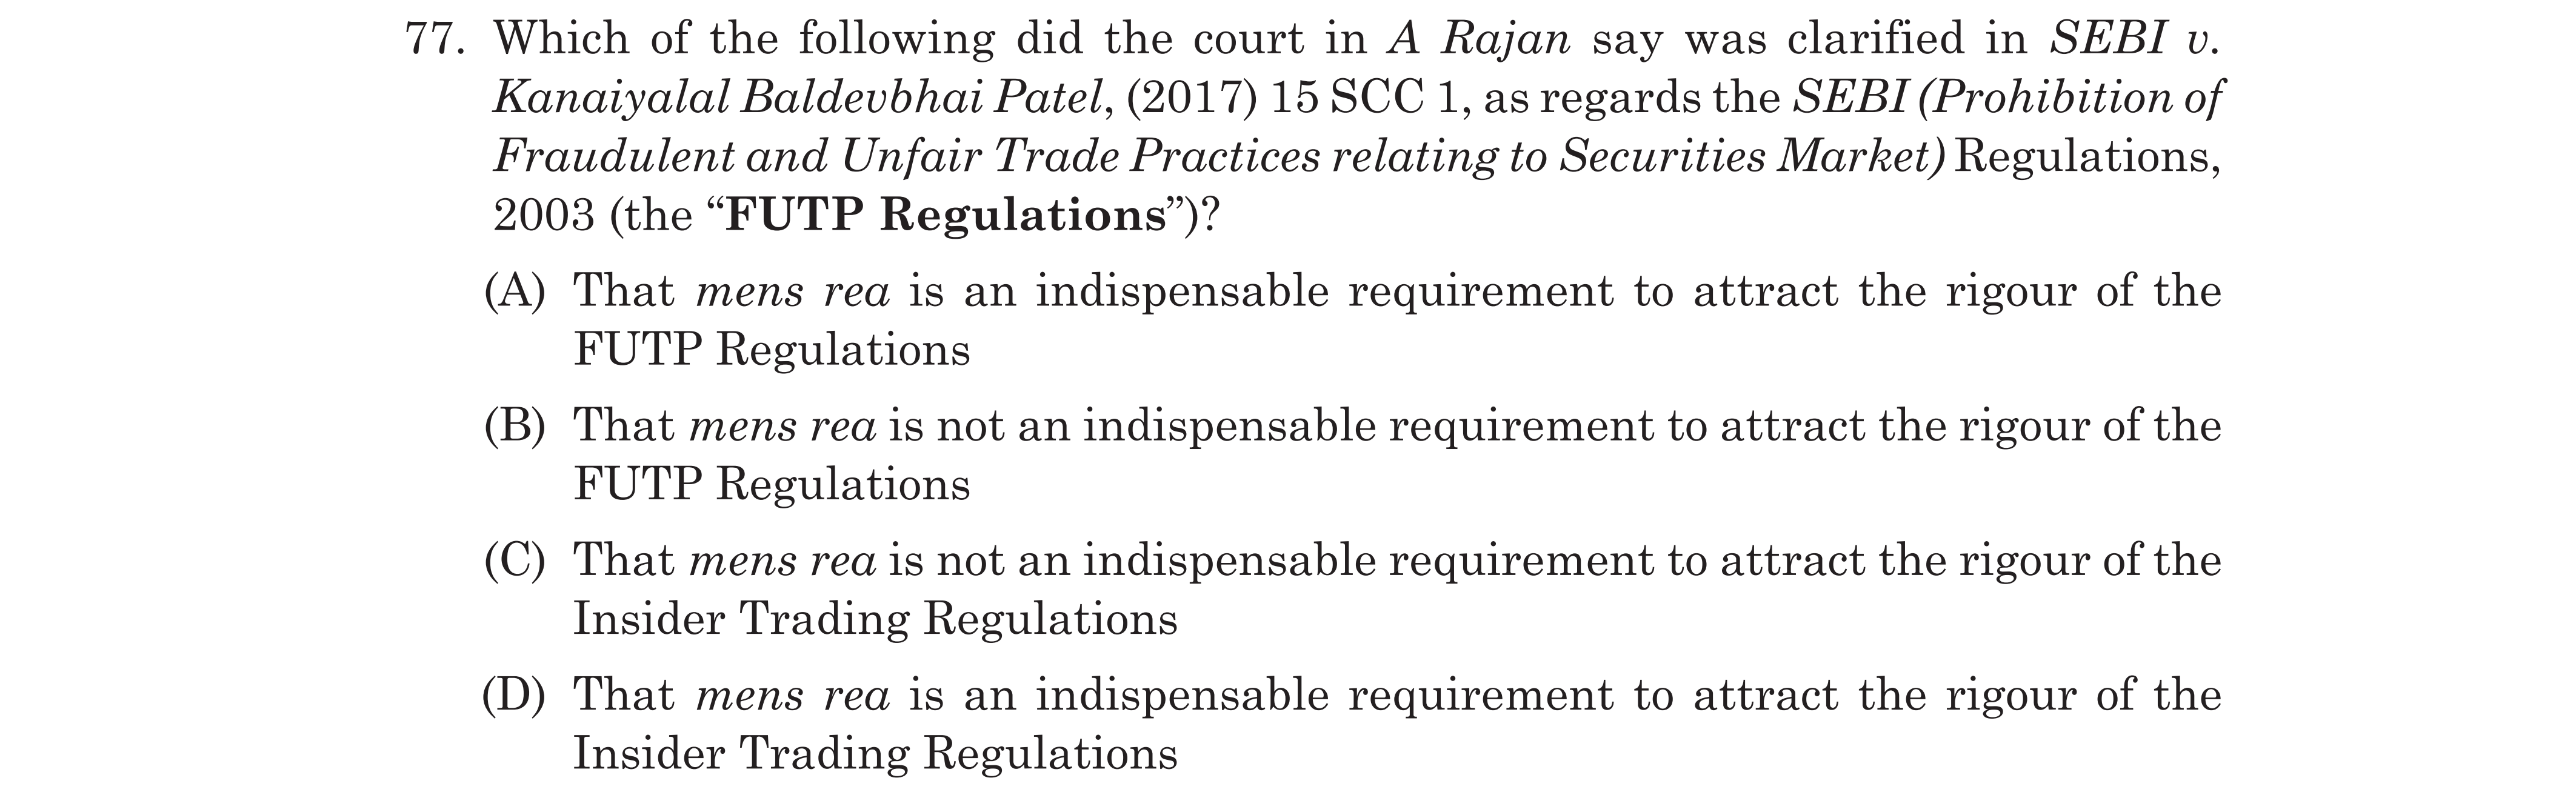 77. Which of the following did the court in A Rajan say was clarified in SEBI v.
Kanaiyalal Baldevbhai Patel, (2017) 15 SCC 1, as regards the SEBI (Prohibition of
Fraudulent and Unfair Trade Practices relating to Securities Market) Regulations,
2003 (the “FUTP Regulations”)?
(A) That mens rea is an indispensable requirement to attract the rigour of the
FUTP Regulations
(B) That mens rea is not an indispensable requirement to attract the rigour of the
FUTP Regulations
(C) That mens rea is not an indispensable requirement to attract the rigour of the
Insider Trading Regulations
(D) That mens rea is an indispensable requirement to attract the rigour of the
Insider Trading Regulations